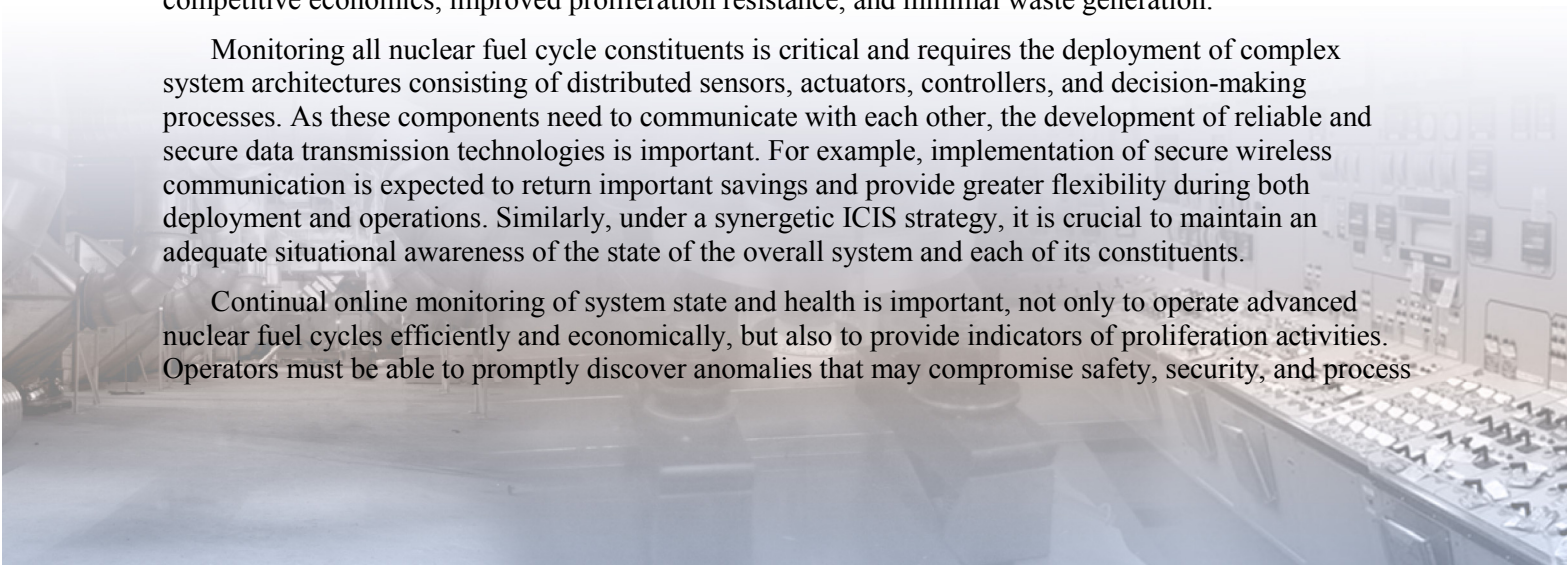 competitive economics, improved proliferation resistance, and minimal waste generation.
Monitoring all nuclear fuel cycle constituents is critical and requires the deployment of complex
system architectures consisting of distributed sensors, actuators, controllers, and decision-making
processes. As these components need to communicate with each other, the development of reliable and
secure data transmission technologies is important. For example, implementation of secure wireless
communication is expected to return important savings and provide greater flexibility during both
deployment and operations. Similarly, under a synergetic ICIS strategy, it is crucial to maintain an
adequate situational awareness of the state of the overall system and each of its constituents.
Continual online monitoring of system state and health is important, not only to operate advanced
nuclear fuel cycles efficiently and economically, but also to provide indicators of proliferation activities.
Operators must be able to promptly discover anomalies that may compromise safety, security, and process